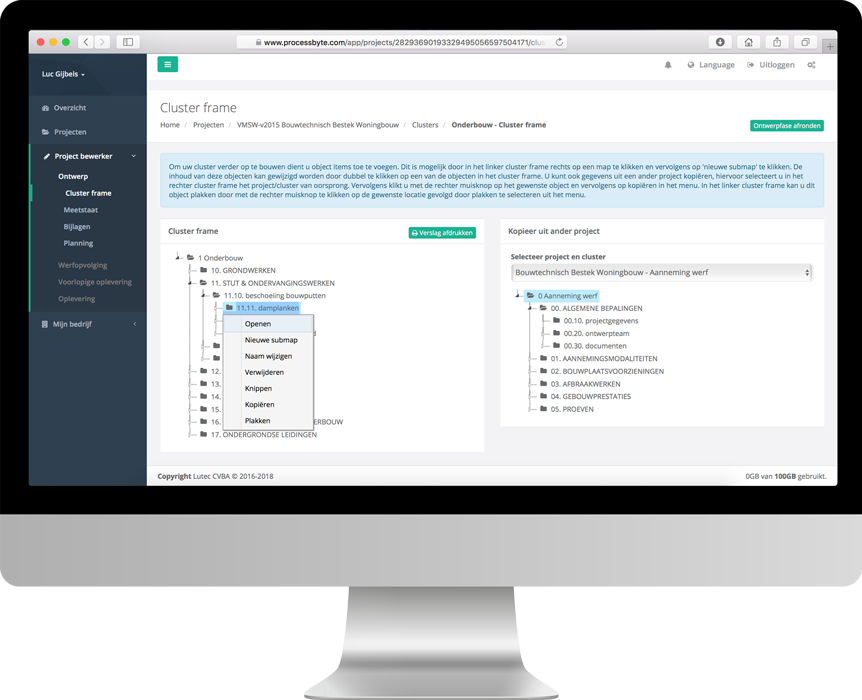 www.processbyte.com/app/projects/28293690193329495056597504171/clus
Luc Gijbels
Language
Uitloggen
Overzicht
Projecten
Project bewerker
Ontwerp
Cluster frame
Meetstaat
Bijlagen
Planning
Werfopvolging
Voorlopige oplevering
Oplevering
Mijn bedrijf
Cluster frame
Home / Projecten / VMSW-v2015 Bouwtechnisch Bestek Woningbouw / Clusters / Onderbouw - Cluster frame
Ontwerpfase afronden
Om uw cluster verder op te bouwen dient u object items toe te voegen. Dit is mogelijk door in het linker cluster frame rechts op een map te klikken en vervolgens op 'nieuwe submap' te klikken. De
inhoud van deze objecten kan gewijzigd worden door dubbel te klikken op een van de objecten in het cluster frame. U kunt ook gegevens uit een ander project kopiëren, hiervoor selecteert u in het
rechter cluster frame het project/cluster van oorsprong. Vervolgens klikt u met de rechter muisknop op het gewenste object en vervolgens op kopiëren in het menu. In het linker cluster frame kan u dit
object plakken door met de rechter muisknop te klikken op de gewenste locatie gevolgd door plakken te selecteren uit het menu.
Cluster frame
Verslag afdrukken
1 Onderbouw
10. GRONDWERKEN
11. STUT & ONDERVANGINGSWERKEN
11.10. beschoeiing bouwputten
11.11. damplanken
Openen
Nieuwe submap
Naam wijzigen
Verwijderen
Knippen
Kopiëren
Plakken
12.
13.
14.
15.
16. ERBOUW
17. ONDERGRONDSE LEIDINGEN
Kopieer uit ander project
Selecteer project en cluster
Bouwtechnisch Bestek Woningbouw - Aanneming werf
0 Aanneming werf
00. ALGEMENE BEPALINGEN
00.10. projectgegevens
00.20. ontwerpteam
00.30. documenten
01. AANNEMINGSMODALITEITEN
02. BOUWPLAATSVOORZIENINGEN
03. AFBRAAKWERKEN
04. GEBOUWPRESTATIES
05. PROEVEN
Copyright Lutec CVBA © 2016-2018
0GB van 100GB gebruikt.